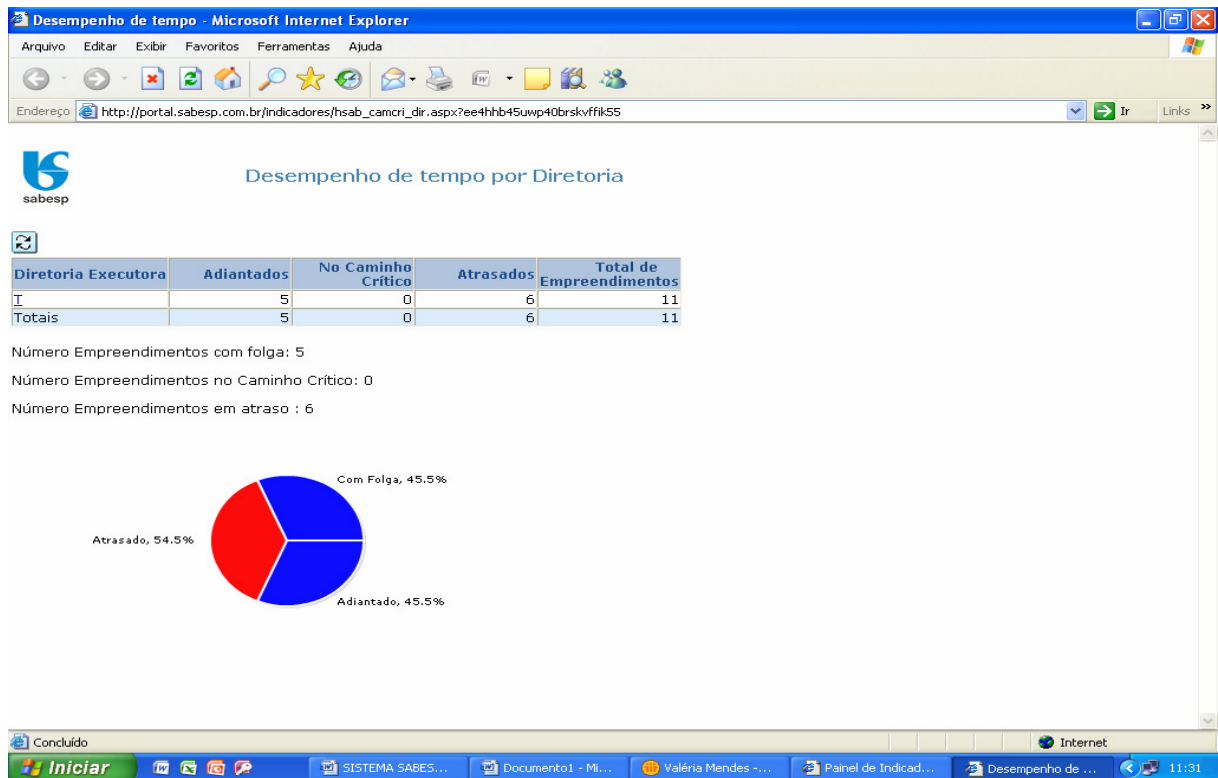 Desempenho de tempo - Microsoft Internet Explorer
Arquivo Editar Exibir Favoritos Ferramentas Ajuda
Endereço http://portal.sabesp.com.br/indicadores/hsab_camcri_dir.aspx?ee4hhb45uwp40brskvffik55 Ir Links »
sabesp
Desempenho de tempo por Diretoria
Diretoria Executora Adiantados No Caminho Crítico Atrasados Total de Empreendimentos
T 5 0 6 11
Totais 5 0 6 11
Número Empreendimentos com folga: 5
Número Empreendimentos no Caminho Crítico: 0
Número Empreendimentos em atraso : 6
Com Folga, 45.5%
Atrasado, 54.5%
Adiantado, 45.5%
Concluído Internet
Iniciar SISTEMA SABES... Documento1 - Mi... Valéria Mendes -... Painel de Indicad... Desempenho de ... 11:31